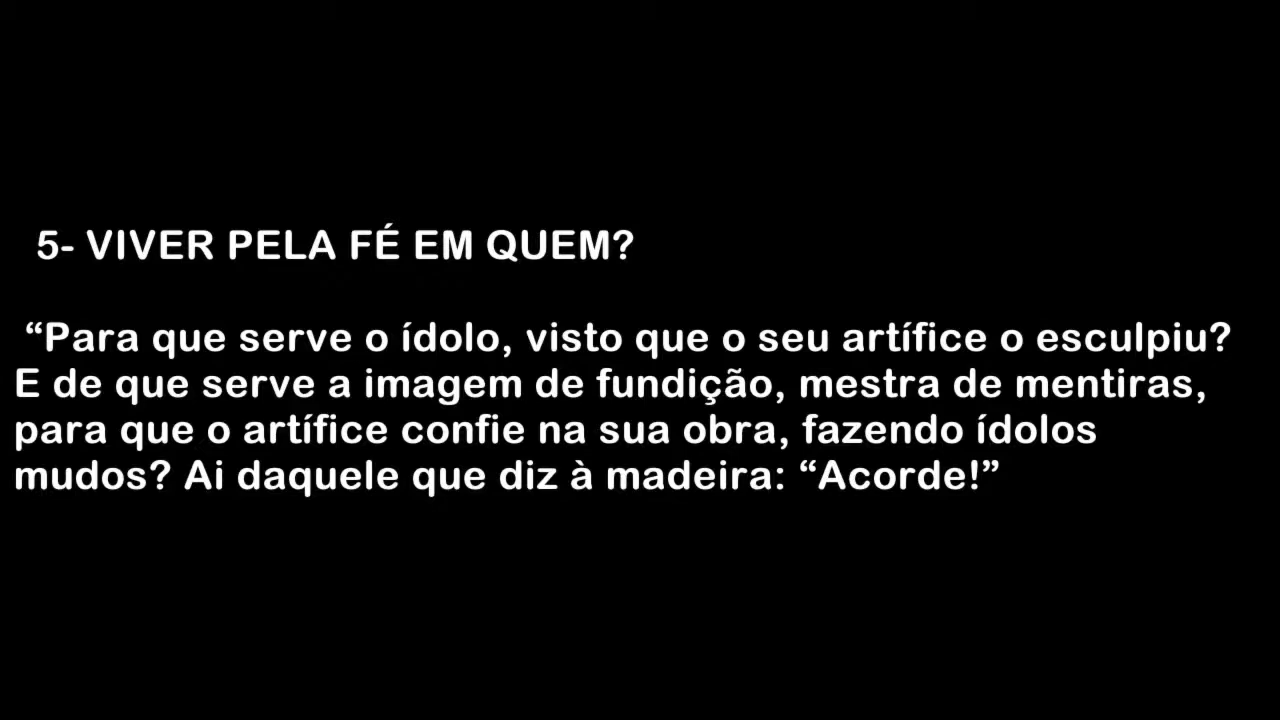 5- VIVER PELA FÉ EM QUEM?
“Para que serve o ídolo, visto que o seu artífice o esculpiu?
E de que serve a imagem de fundição, mestra de mentiras,
para que o artífice confie na sua obra, fazendo ídolos
mudos? Ai daquele que diz à madeira: “Acorde!”